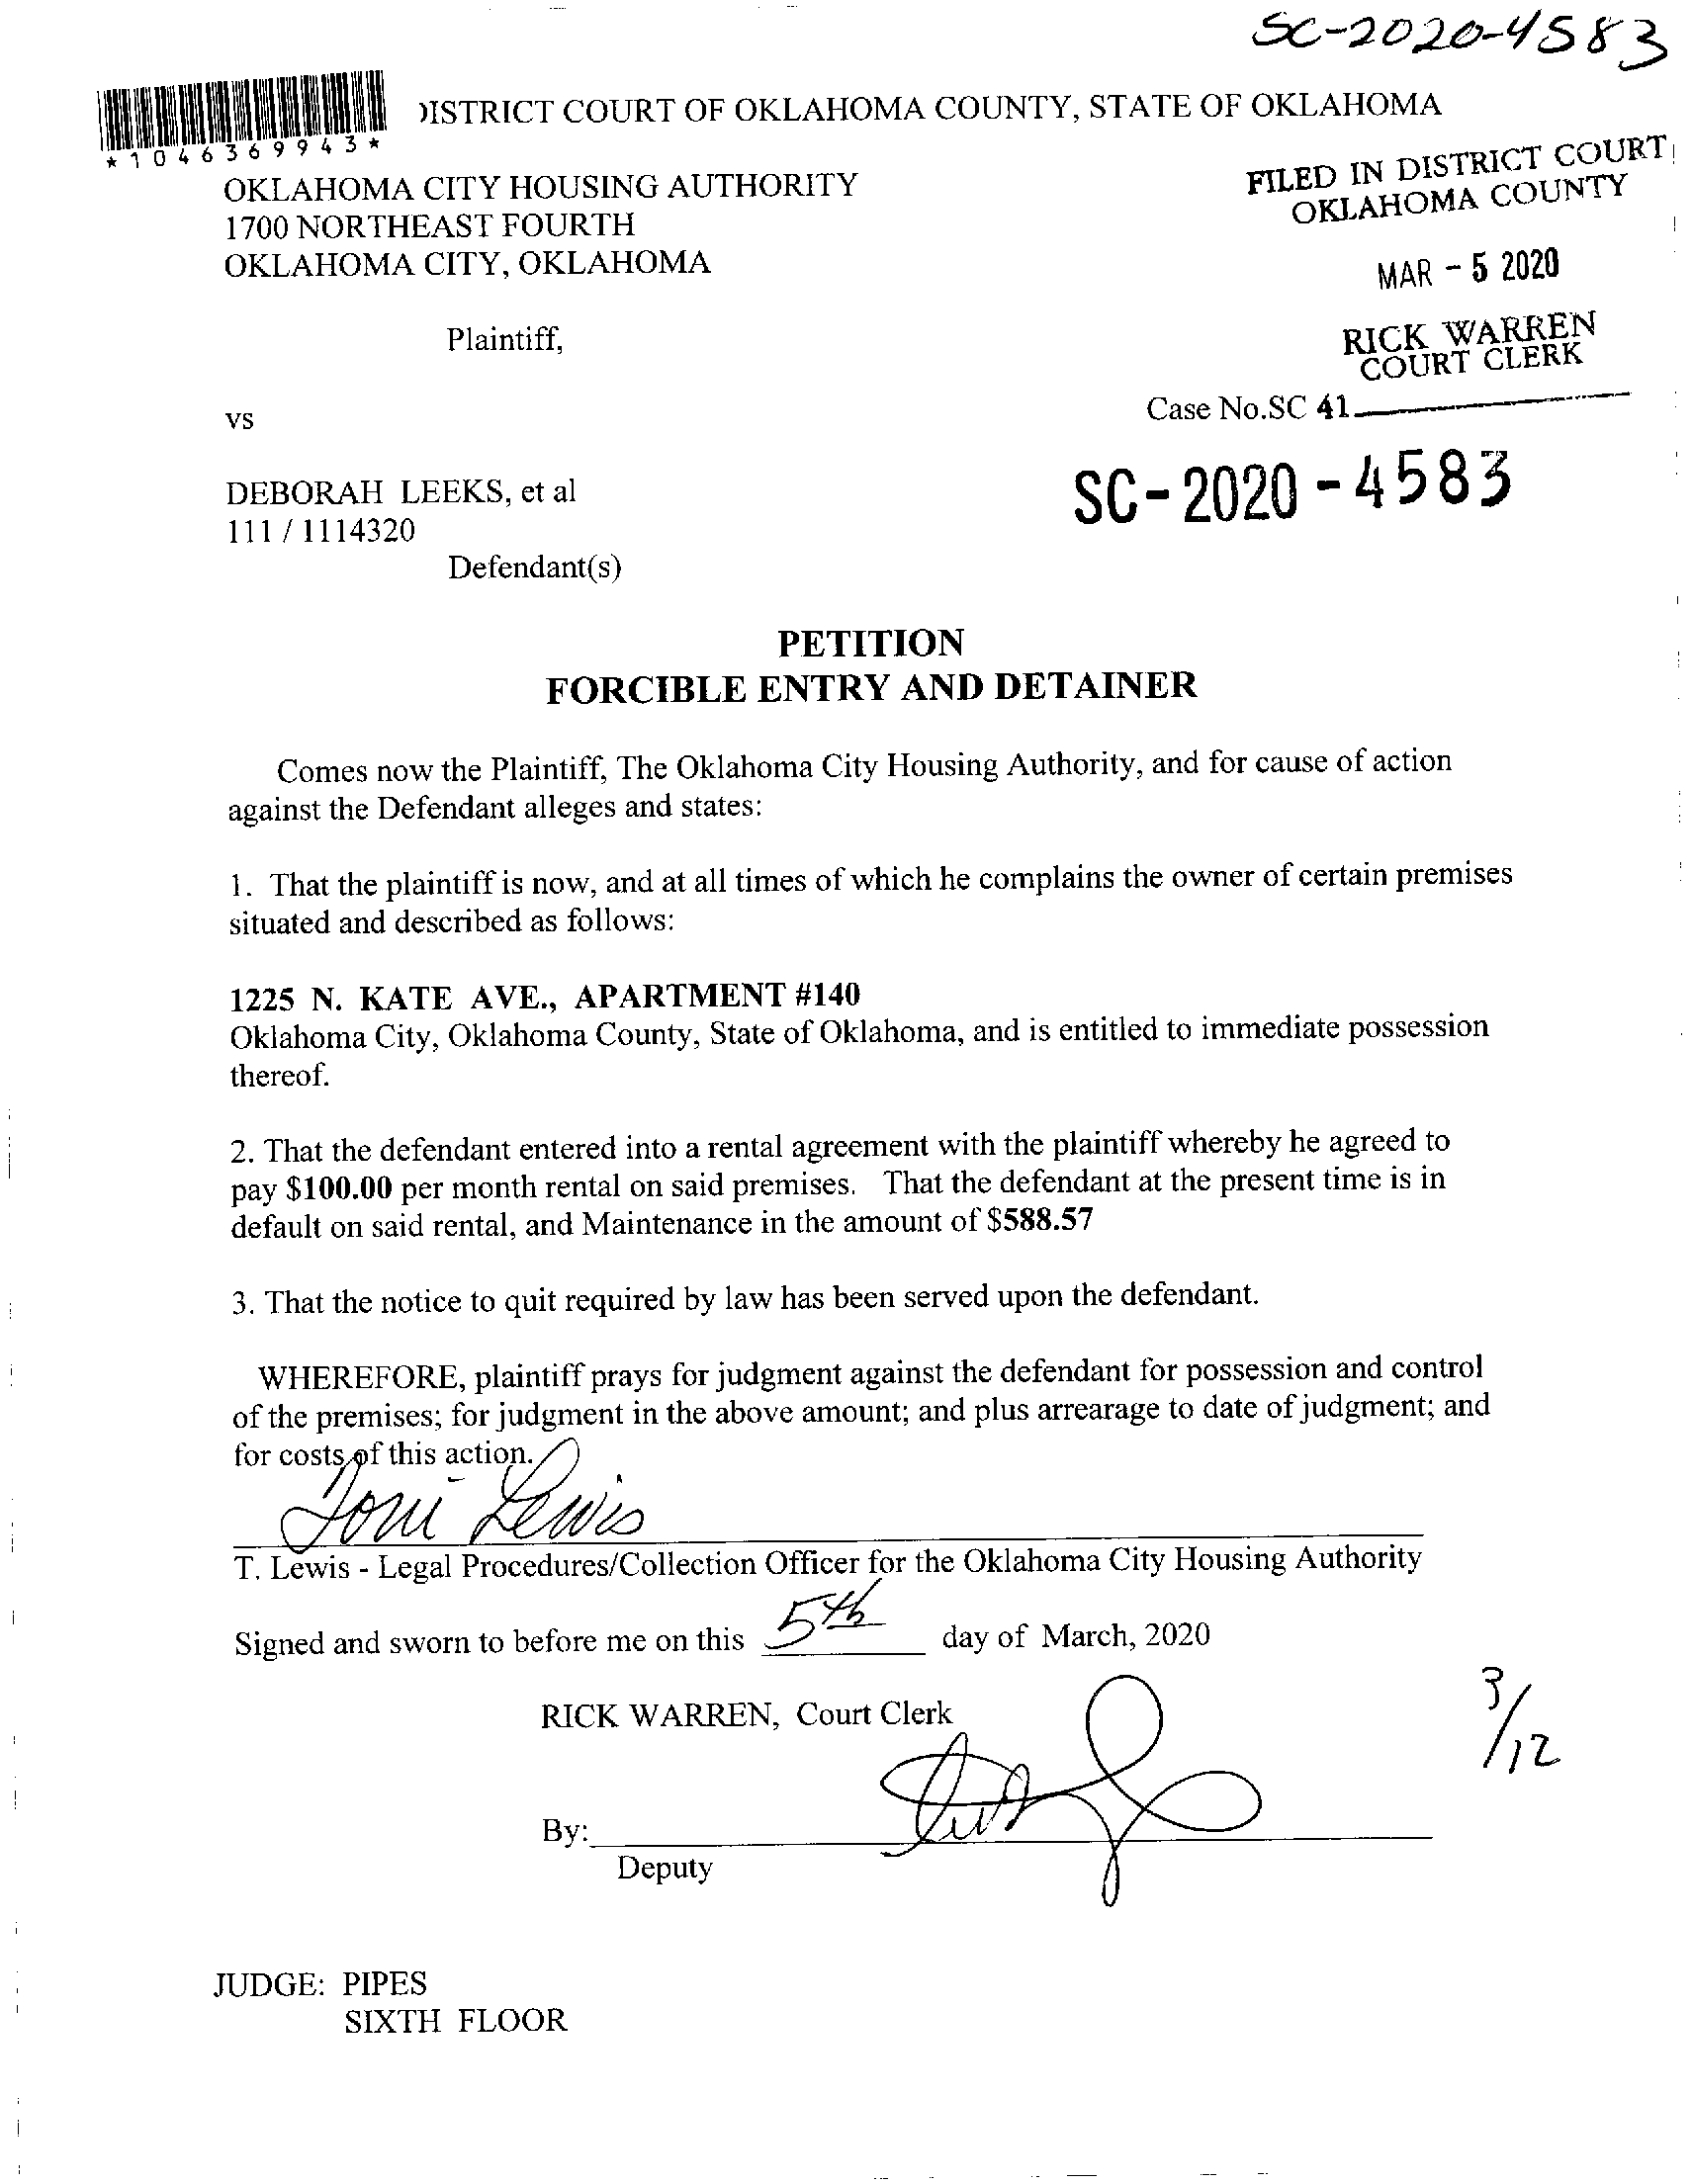 SC-2020-4583
DISTRICT COURT OF OKLAHOMA COUNTY, STATE OF OKLAHOMA
*1046369943*
FILED IN DISTRICT COURT
OKLAHOMA COUNTY
OKLAHOMA CITY HOUSING AUTHORITY
1700 NORTHEAST FOURTH
OKLAHOMA CITY, OKLAHOMA
MAR - 5 2020
Plaintiff,
RICK WARREN
COURT CLERK
Case No.SC 41
vs
SC-2020-4583
DEBORAH LEEKS, et al
111 / 1114320
Defendant(s)
PETITION
FORCIBLE ENTRY AND DETAINER
Comes now the Plaintiff, The Oklahoma City Housing Authority, and for cause of action
against the Defendant alleges and states:
1. That the plaintiff is now, and at all times of which he complains the owner of certain premises
situated and described as follows:
1225 N. KATE AVE., APARTMENT #140
Oklahoma City, Oklahoma County, State of Oklahoma, and is entitled to immediate possession
thereof.
2. That the defendant entered into a rental agreement with the plaintiff whereby he agreed to
pay $100.00 per month rental on said premises. That the defendant at the present time is in
default on said rental, and Maintenance in the amount of $588.57
3. That the notice to quit required by law has been served upon the defendant.
WHEREFORE, plaintiff prays for judgment against the defendant for possession and control
of the premises; for judgment in the above amount; and plus arrearage to date of judgment; and
for costs of this action.
Toni Lewis
T. Lewis - Legal Procedures/Collection Officer for the Oklahoma City Housing Authority
Signed and sworn to before me on this 5th day of March, 2020
RICK WARREN, Court Clerk
3/12
By:
Deputy
JUDGE: PIPES
SIXTH FLOOR